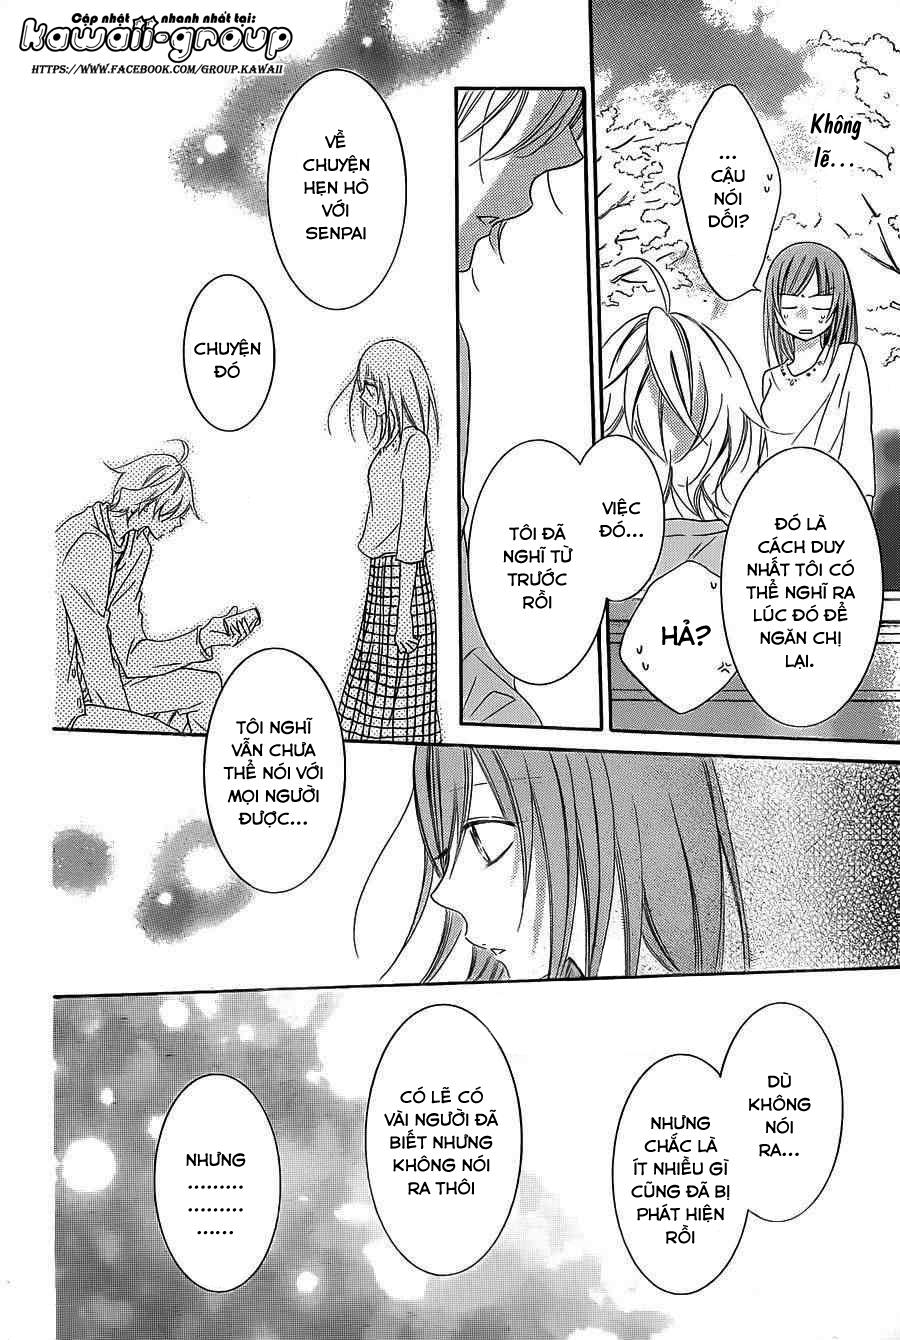 Cập nhật nhanh nhất tại:
kawaii-group
HTTPS://WWW.FACEBOOK.COM/GROUP.KAWAII
Không
lẽ...
...
CẬU
NÓI
DỐI?
ĐÓ LÀ
CÁCH DUY
NHẤT TÔI CÓ
THỂ NGHĨ RA
LÚC ĐÓ ĐỂ
NGĂN CHỊ
LẠI.
HẢ?
VIỆC
ĐÓ...
TÔI ĐÃ
NGHĨ TỪ
TRƯỚC
RỒI
VỀ
CHUYỆN
HẸN HÒ
VỚI
SENPAI
CHUYỆN
ĐÓ
TÔI NGHĨ
VẪN CHƯA
THỂ NÓI VỚI
MỌI NGƯỜI
ĐƯỢC...
DÙ
KHÔNG
NÓI
RA...
NHƯNG
CHẮC LÀ
ÍT NHIỀU GÌ
CŨNG ĐÃ BỊ
PHÁT HIỆN
RỒI
CÓ LẼ CÓ
VÀI NGƯỜI ĐÃ
BIẾT NHƯNG
KHÔNG NÓI
RA THÔI
NHƯNG
.........
.........
......